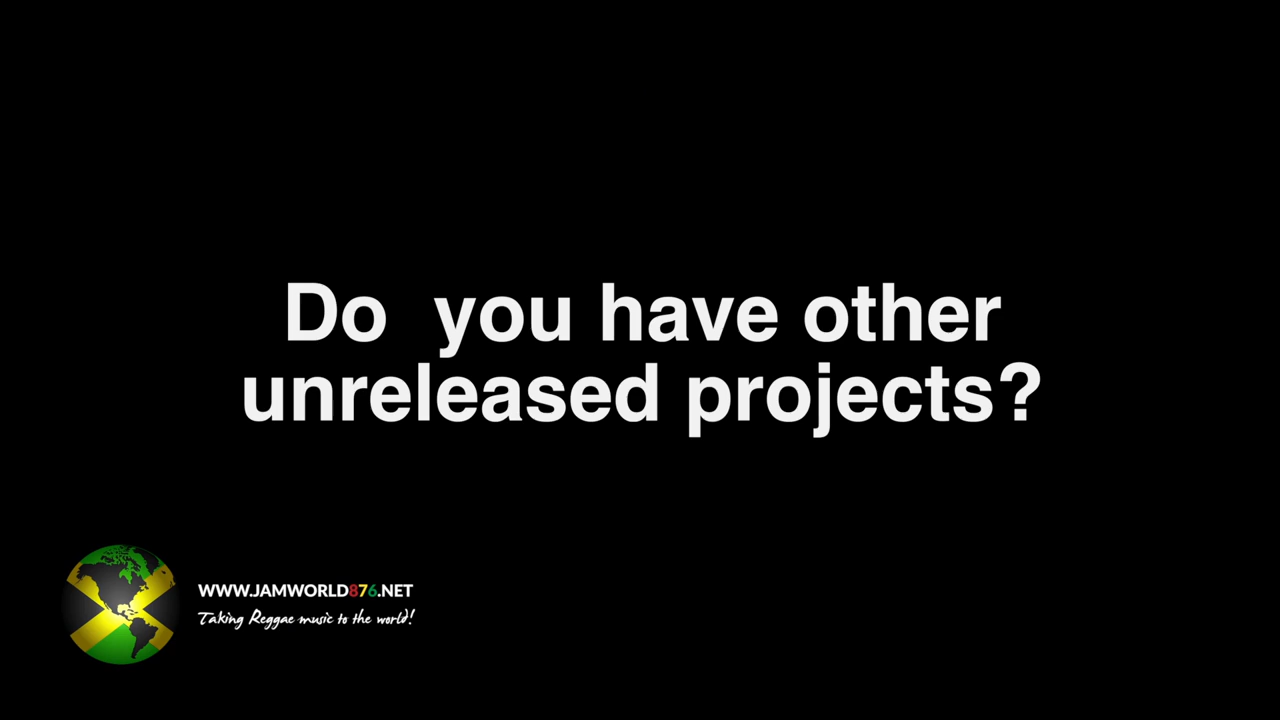 Do  you have other
unreleased projects?
WWW.JAMWORLD876.NET
Taking Reggae music to the world!